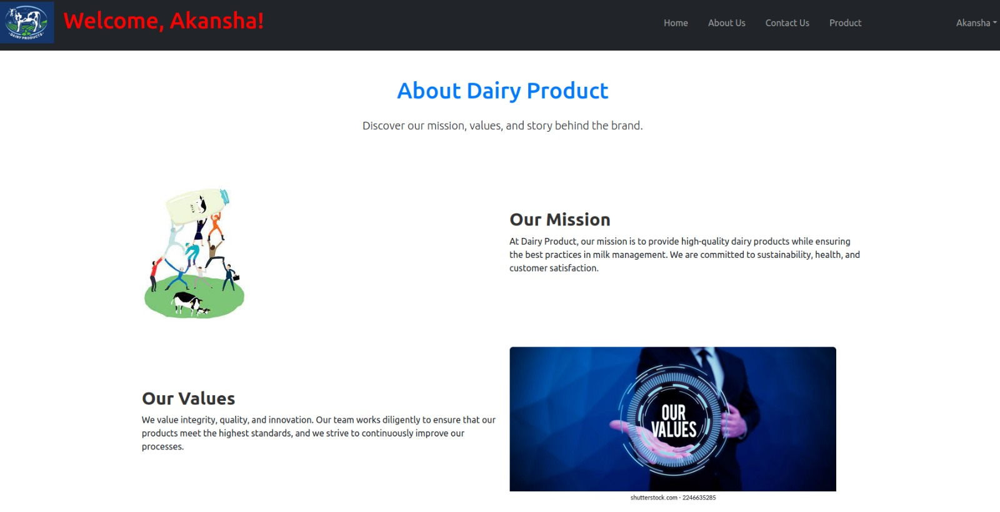 DAIRY PRODUCTS
Welcome, Akansha!
Home
About Us
Contact Us
Product
Akansha
About Dairy Product
Discover our mission, values, and story behind the brand.
Our Mission
At Dairy Product, our mission is to provide high-quality dairy products while ensuring
the best practices in milk management. We are committed to sustainability, health, and
customer satisfaction.
Our Values
We value integrity, quality, and innovation. Our team works diligently to ensure that our
products meet the highest standards, and we strive to continuously improve our
processes.
OUR
VALUES
shutterstock.com · 2246635285